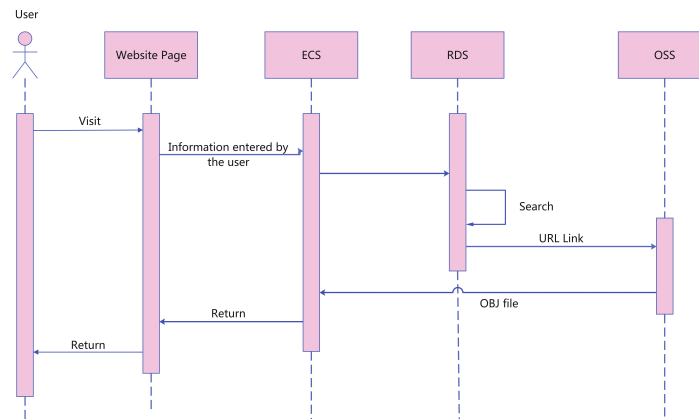 User
Website Page
ECS
RDS
OSS
Visit
Information entered by
the user
Search
URL Link
OBJ file
Return
Return